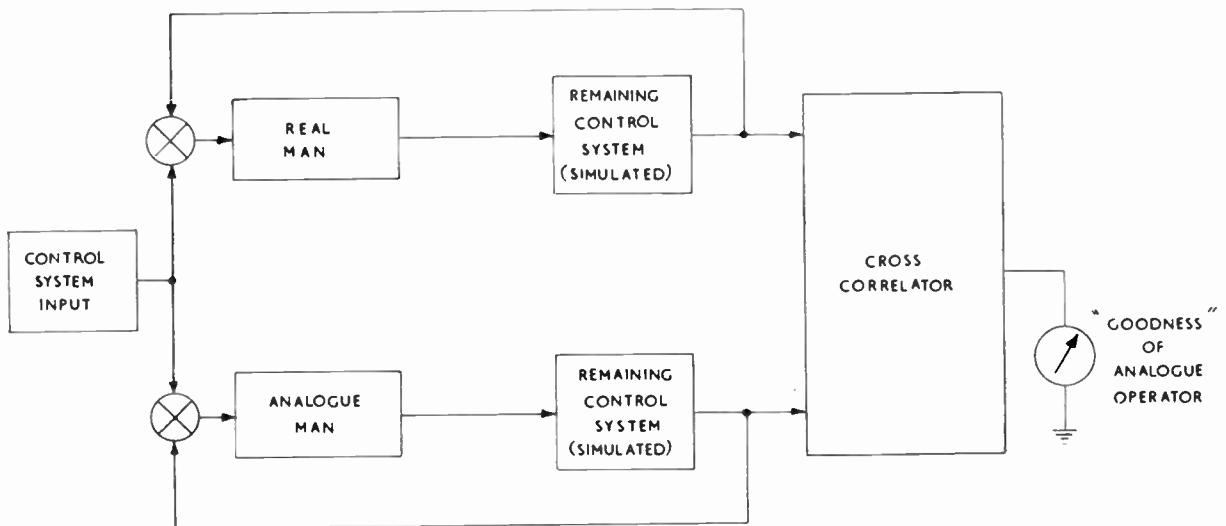 REAL
MAN
REMAINING
CONTROL
SYSTEM
(SIMULATED)
CONTROL
SYSTEM
INPUT
CROSS
CORRELATOR
"GOODNESS"
OF
ANALOGUE
OPERATOR
ANALOGUE
MAN
REMAINING
CONTROL
SYSTEM
(SIMULATED)